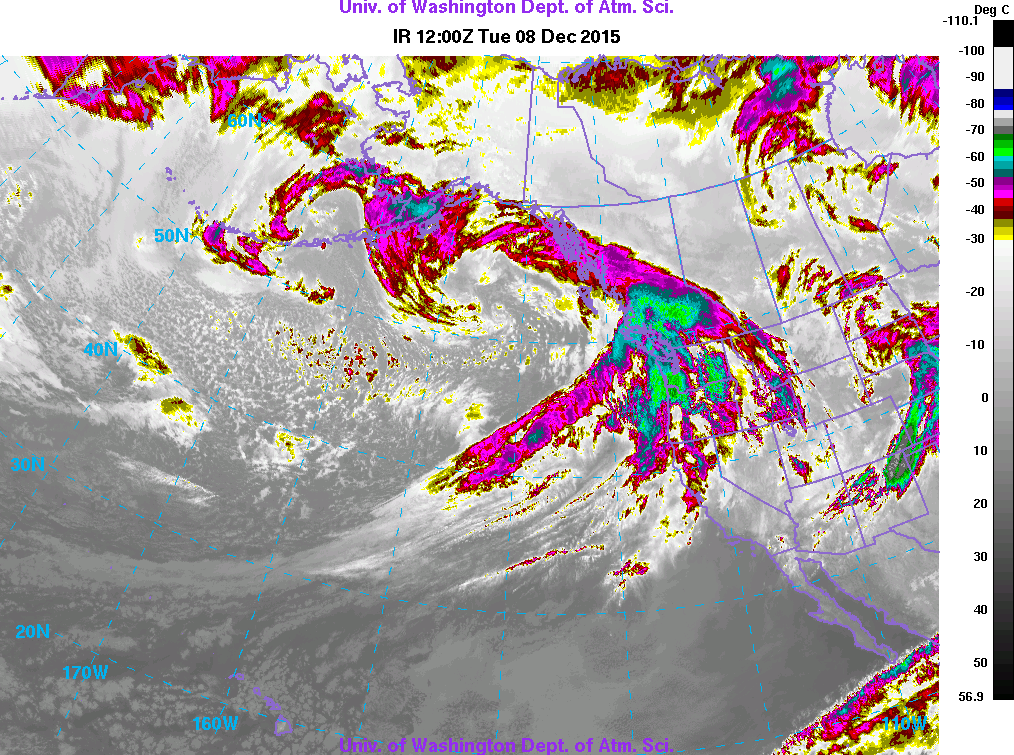 Univ. of Washington Dept. of Atm. Sci.
Deg C
IR 12:00Z Tue 08 Dec 2015
-110.1
-100
-90
-80
-70
-60
-50
-40
-30
-20
-10
0
10
20
30
40
50
56.9
60N
50N
40N
30N
20N
170W
160W
110W
Univ. of Washington Dept. of Atm. Sci.